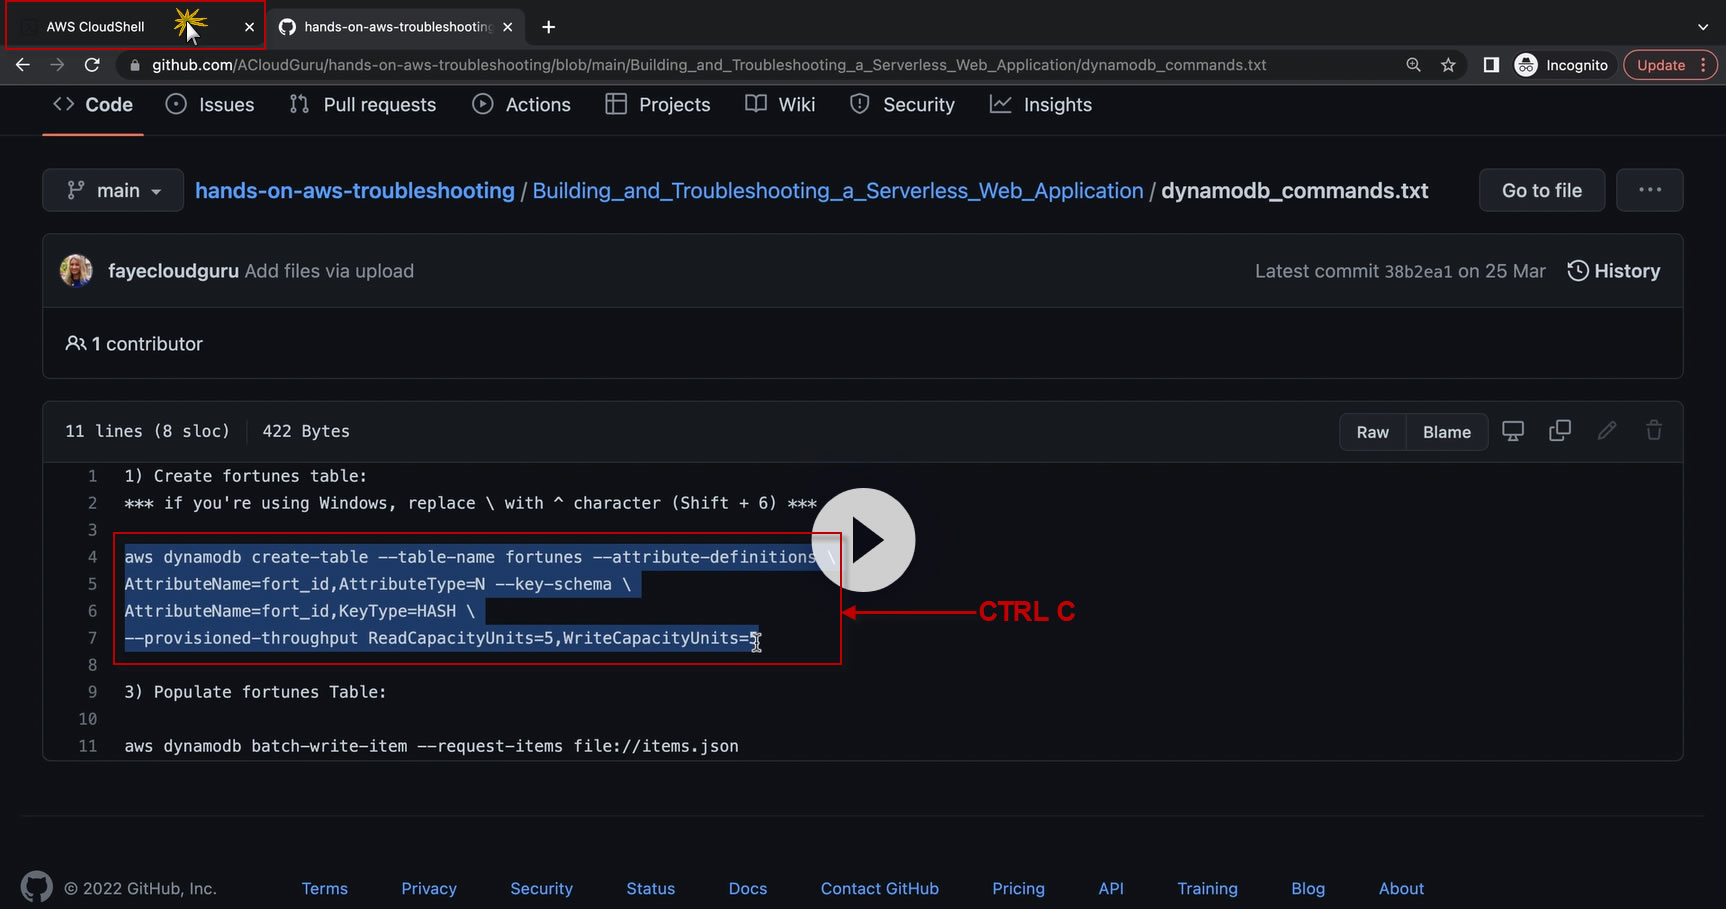 AWS CloudShell
hands-on-aws-troubleshooting
github.com/ACloudGuru/hands-on-aws-troubleshooting/blob/main/Building_and_Troubleshooting_a_Serverless_Web_Application/dynamodb_commands.txt
Incognito
Update
Code
Issues
Pull requests
Actions
Projects
Wiki
Security
Insights
main
hands-on-aws-troubleshooting / Building_and_Troubleshooting_a_Serverless_Web_Application / dynamodb_commands.txt
Go to file
fayecloudguru Add files via upload
Latest commit 38b2ea1 on 25 Mar
History
1 contributor
11 lines (8 sloc)
422 Bytes
Raw
Blame
1 1) Create fortunes table:
2 *** if you're using Windows, replace \ with ^ character (Shift + 6) ***
3
4 aws dynamodb create-table --table-name fortunes --attribute-definitions \
5 AttributeName=fort_id,AttributeType=N --key-schema \
6 AttributeName=fort_id,KeyType=HASH \
CTRL C
7 --provisioned-throughput ReadCapacityUnits=5,WriteCapacityUnits=5
8
9 3) Populate fortunes Table:
10
11 aws dynamodb batch-write-item --request-items file://items.json
© 2022 GitHub, Inc.
Terms
Privacy
Security
Status
Docs
Contact GitHub
Pricing
API
Training
Blog
About